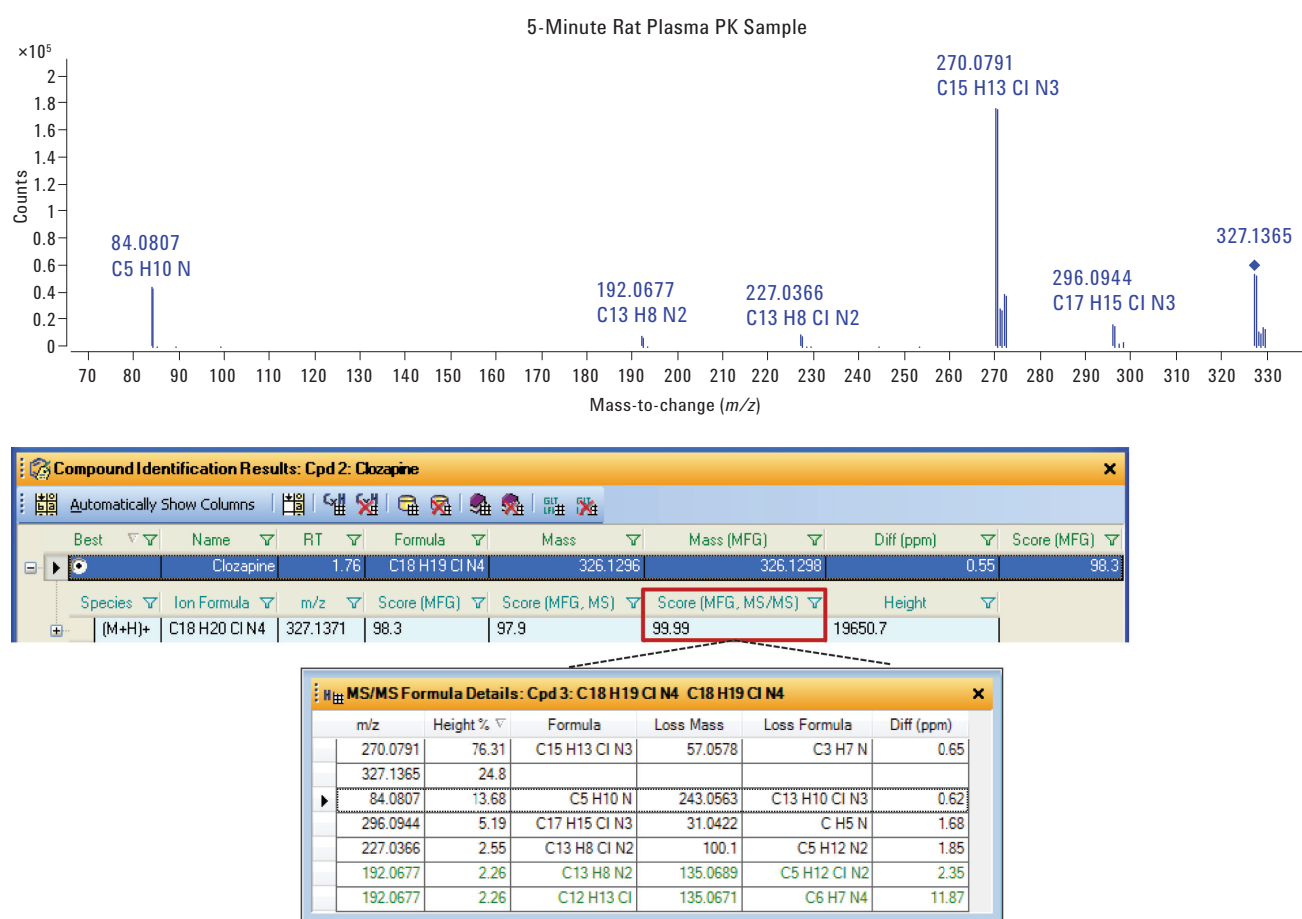 5-Minute Rat Plasma PK Sample
×10⁵
2
1.8
1.6
1.4
1.2
1
0.8
0.6
0.4
0.2
0
Counts
84.0807
C5 H10 N
192.0677
C13 H8 N2
227.0366
C13 H8 Cl N2
270.0791
C15 H13 Cl N3
296.0944
C17 H15 Cl N3
327.1365
70 80 90 100 110 120 130 140 150 160 170 180 190 200 210 220 230 240 250 260 270 280 290 300 310 320 330
Mass-to-change (m/z)
Compound Identification Results: Cpd 2: Clozapine
Automatically Show Columns
Best Name RT Formula Mass Mass (MFG) Diff (ppm) Score (MFG)
Clozapine 1.76 C18 H19 Cl N4 326.1296 326.1298 0.55 98.3
Species Ion Formula m/z Score (MFG) Score (MFG, MS) Score (MFG, MS/MS) Height
(M+H)+ C18 H20 Cl N4 327.1371 98.3 97.9 99.99 19650.7
MS/MS Formula Details: Cpd 3: C18 H19 Cl N4 C18 H19 Cl N4
m/z Height % Formula Loss Mass Loss Formula Diff (ppm)
270.0791 76.31 C15 H13 Cl N3 57.0578 C3 H7 N 0.65
327.1365 24.8
84.0807 13.68 C5 H10 N 243.0563 C13 H10 Cl N3 0.62
296.0944 5.19 C17 H15 Cl N3 31.0422 C H5 N 1.68
227.0366 2.55 C13 H8 Cl N2 100.1 C5 H12 N2 1.85
192.0677 2.26 C13 H8 N2 135.0689 C5 H12 Cl N2 2.35
192.0677 2.26 C12 H13 Cl 135.0671 C6 H7 N4 11.87